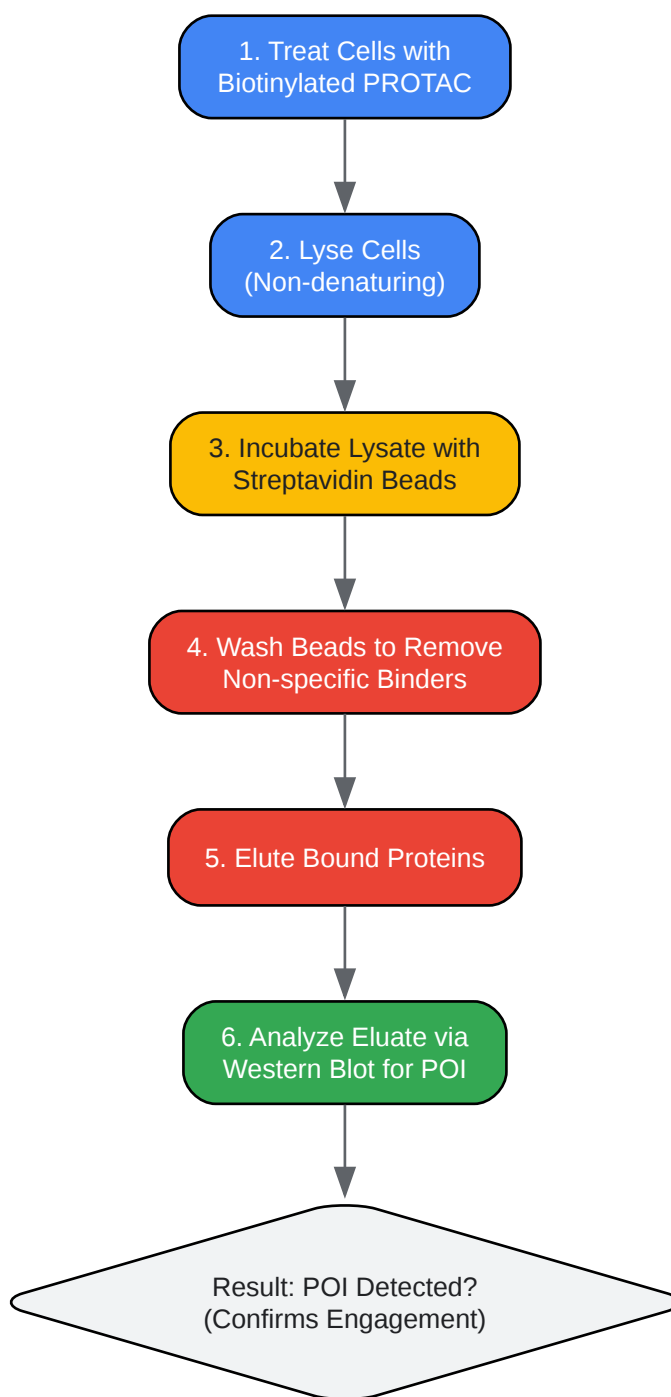 1. Treat Cells with
Biotinylated PROTAC
2. Lyse Cells
(Non-denaturing)
3. Incubate Lysate with
Streptavidin Beads
4. Wash Beads to Remove
Non-specific Binders
5. Elute Bound Proteins
6. Analyze Eluate via
Western Blot for POI
Result: POI Detected?
(Confirms Engagement)